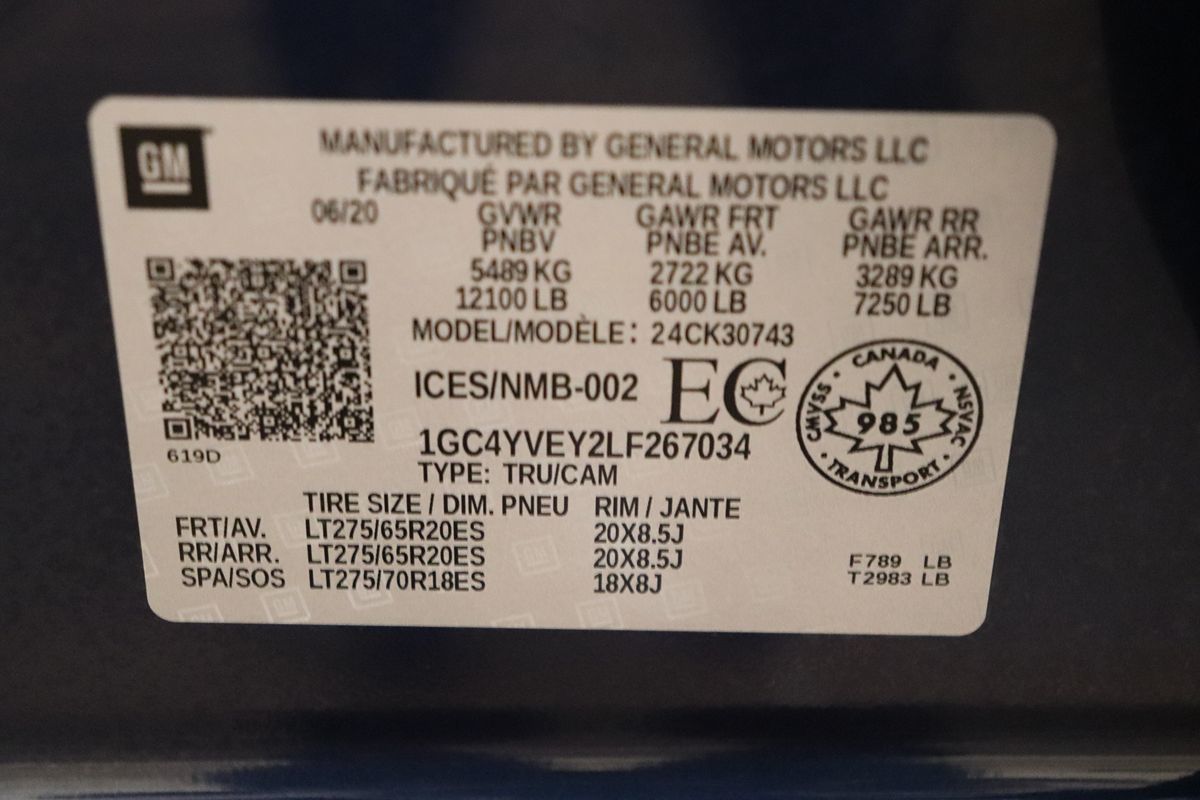 GM
MANUFACTURED BY GENERAL MOTORS LLC
FABRIQUÉ PAR GENERAL MOTORS LLC
06/20 GVWR GAWR FRT GAWR RR
PNBV PNBE AV. PNBE ARR.
5489 KG 2722 KG 3289 KG
12100 LB 6000 LB 7250 LB
MODEL/MODÈLE: 24CK30743
ICES/NMB-002 EC
CANADA
CMVSS 985 NSVAC
TRANSPORT
1GC4YVEY2LF267034
619D
TYPE: TRU/CAM
TIRE SIZE / DIM. PNEU RIM / JANTE
FRT/AV. LT275/65R20ES 20X8.5J
RR/ARR. LT275/65R20ES 20X8.5J
SPA/SOS LT275/70R18ES 18X8J
F789 LB
T2983 LB